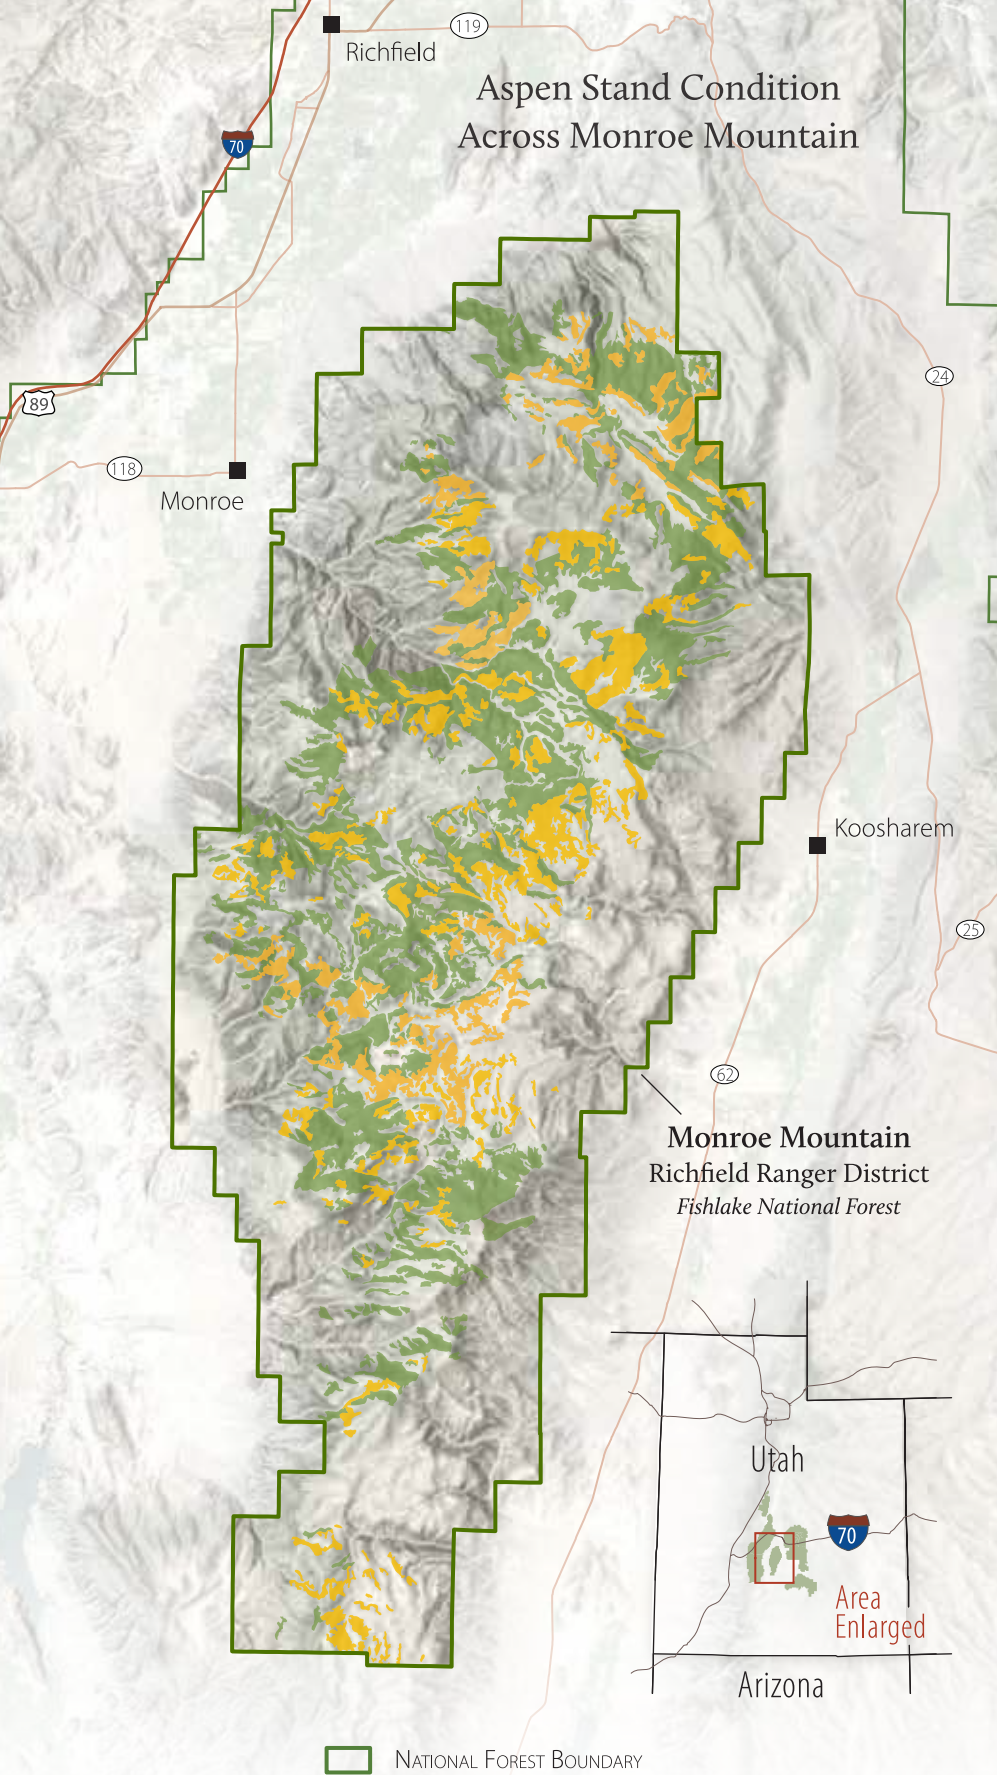 Richfield
119
Aspen Stand Condition
Across Monroe Mountain
70
24
89
118
Monroe
Koosharem
25
62
Monroe Mountain
Richfield Ranger District
Fishlake National Forest
Utah
70
Area
Enlarged
Arizona
National Forest Boundary